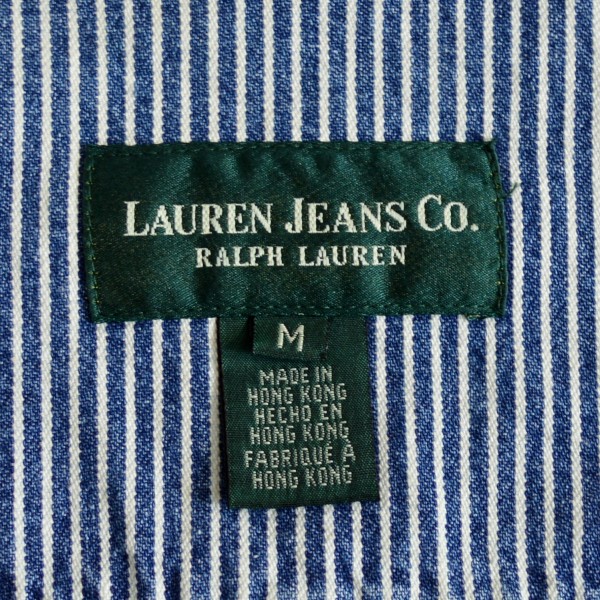 LAUREN JEANS CO.
RALPH LAUREN
M
MADE IN
HONG KONG
HECHO EN
HONG KONG
FABRIQUÉ À
HONG KONG